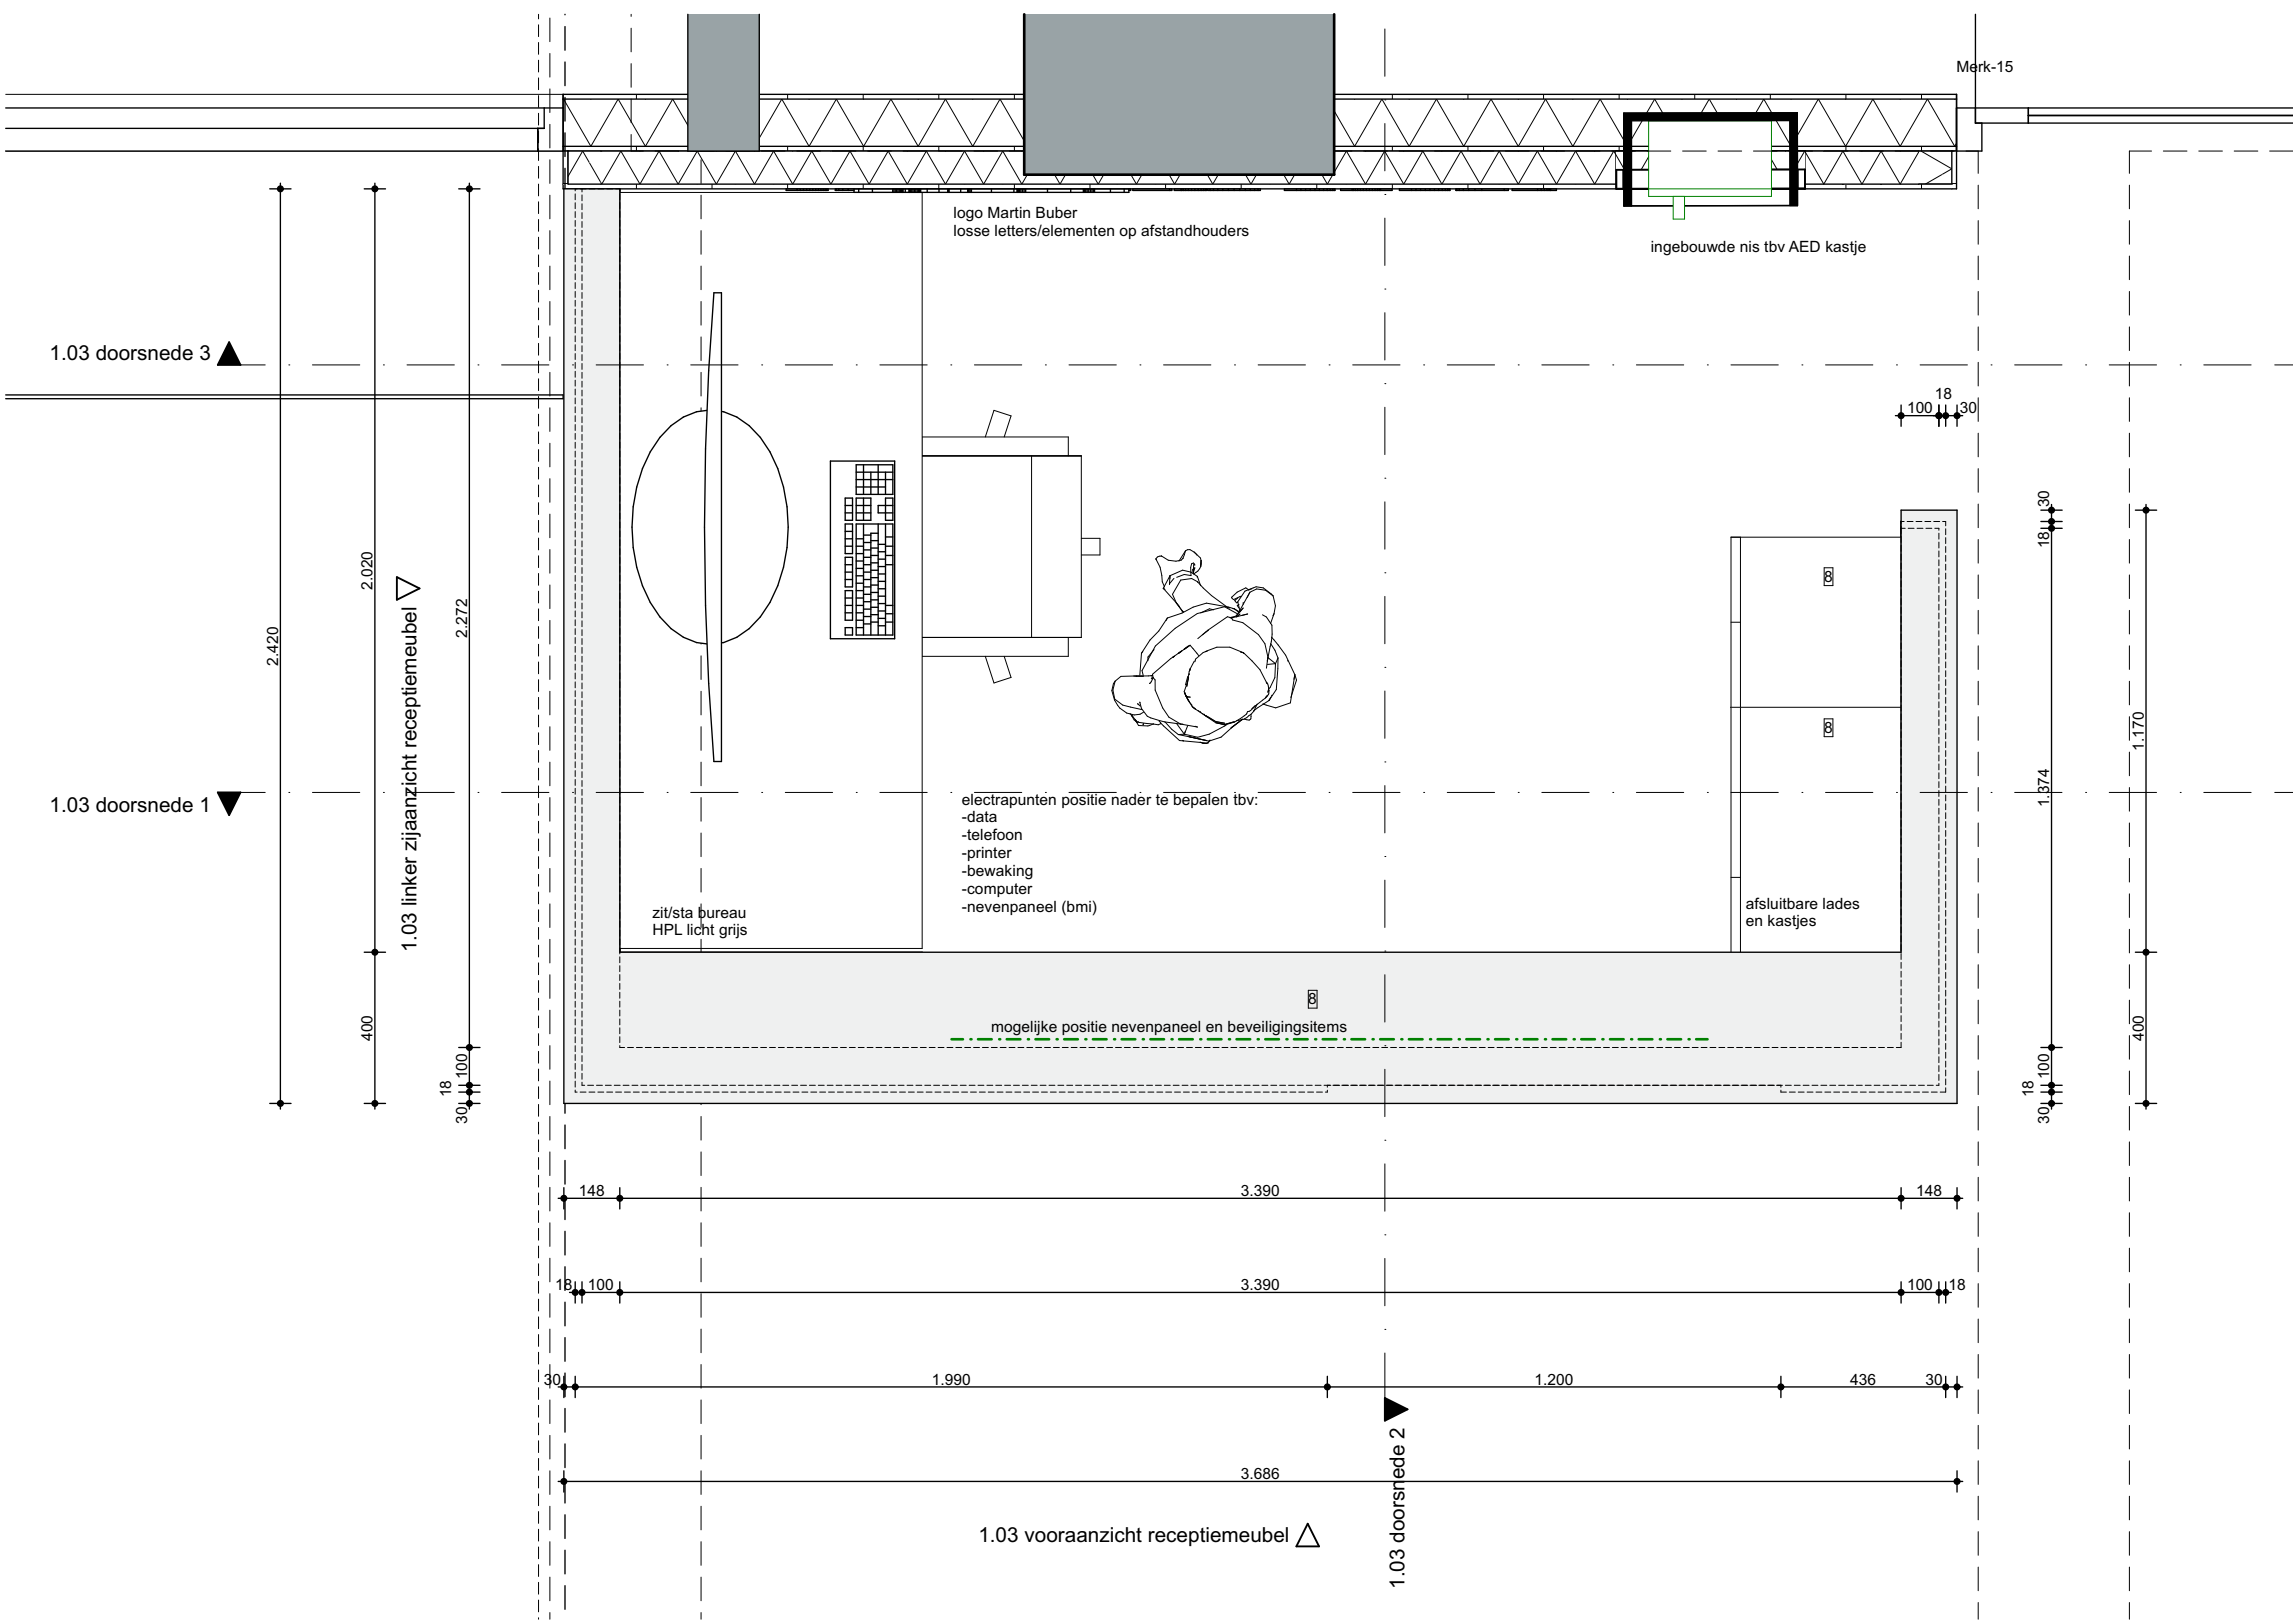 Merk-15
logo Martin Buber
losse letters/elementen op afstandhouders
ingebouwde nis tbv AED kastje
1.03 doorsnede 3
18
100
30
30
18
8
2.020
2.272
2.420
1.03 linker zijaanzicht receptiemeubel
8
1.170
1.374
1.03 doorsnede 1
electrapunten positie nader te bepalen tbv:
-data
-telefoon
-printer
-bewaking
-computer
-nevenpaneel (bmi)
zit/sta bureau
HPL licht grijs
afsluitbare lades
en kastjes
8
mogelijke positie nevenpaneel en beveiligingsitems
400
100
18
30
400
100
18
30
148
3.390
148
18
100
3.390
100
18
30
1.990
1.200
436
30
3.686
1.03 doorsnede 2
1.03 vooraanzicht receptiemeubel